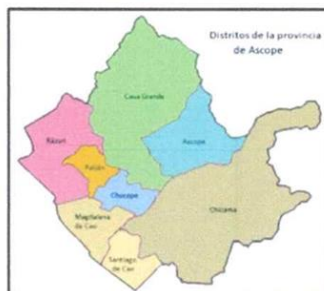 Distritos de la provincia
de Ascope
Casa Grande
Rázuri
Ascope
Paiján
Chocope
Chicama
Magdalena
de Cao
Santiago
de Cao